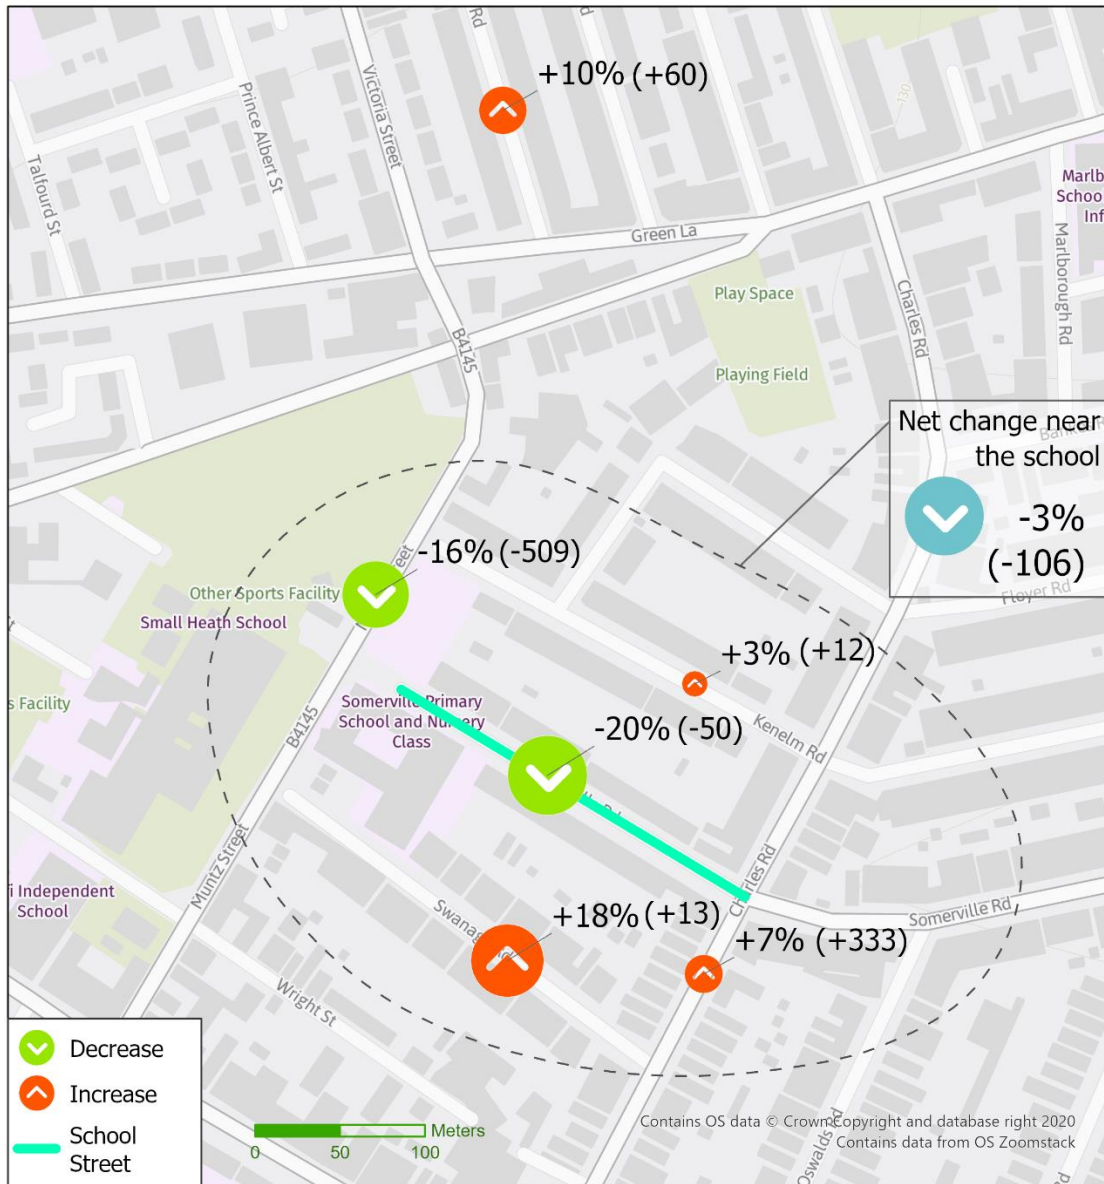 Rd
+10% (+60)
Victoria Street
Prince Albert St
Talfourd St
130
Marlb
Schoo
Inf
Green La
Marlborough Rd
Play Space
Charles Rd
B4145
Playing Field
Net change near
the school
-3%
(-106)
Floyer Rd
-16% (-509)
Other Sports Facility
Small Heath School
+3% (+12)
s Facility
Somerville Primary
School and Nursery
Class
-20% (-50)
Kenelm Rd
B4145
Muntz Street
i Independent
School
Charles Rd
+18% (+13)
Somerville Rd
+7% (+333)
Wright St
Decrease
Increase
School
Street
Meters
0 50 100
Contains OS data © Crown Copyright and database right 2020
Contains data from OS Zoomstack
Oswalds Rd
Rd